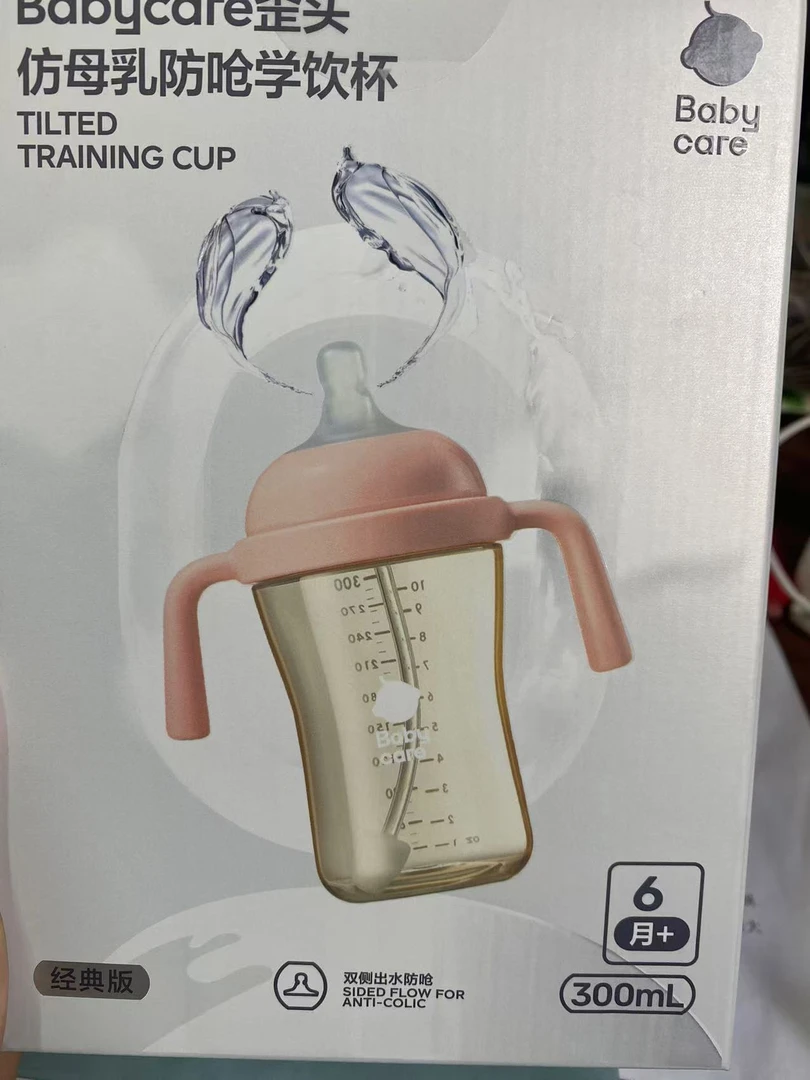 Babycare歪头
仿母乳防呛学饮杯
TILTED
TRAINING CUP
Baby
care
300
10
270
9
240
8
210
7
6
150
5
Baby
care
4
3
2
1 oz
6
月+
经典版
双侧出水防呛
SIDED FLOW FOR
ANTI-COLIC
300mL